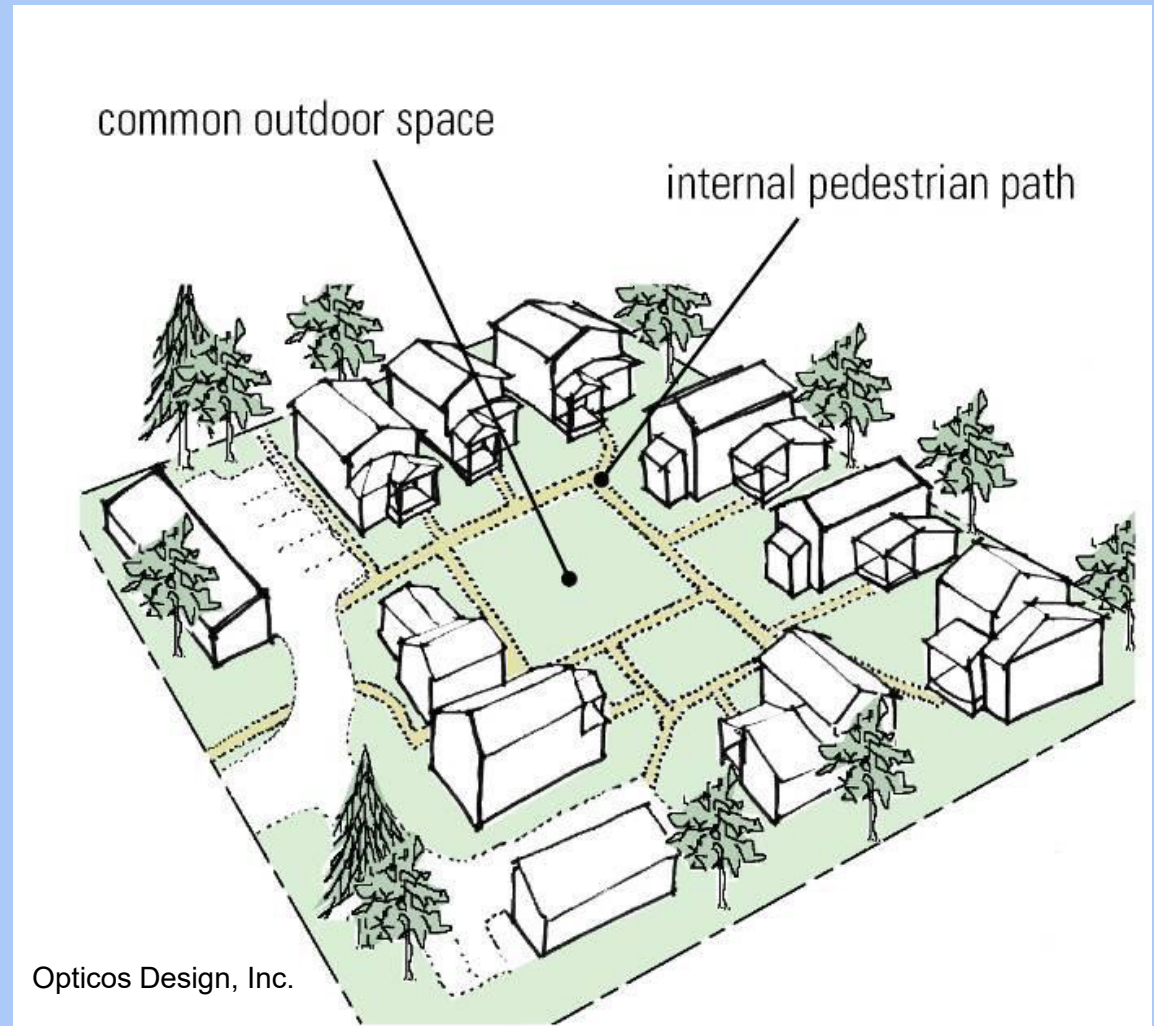 common outdoor space
internal pedestrian path
Opticos Design, Inc.